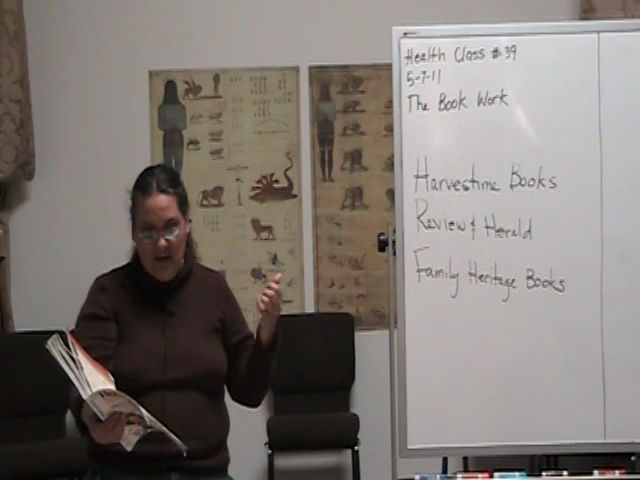 Health Class #39
5-7-11
The Book Work
Harvestime Books
Review & Herald
Family Heritage Books